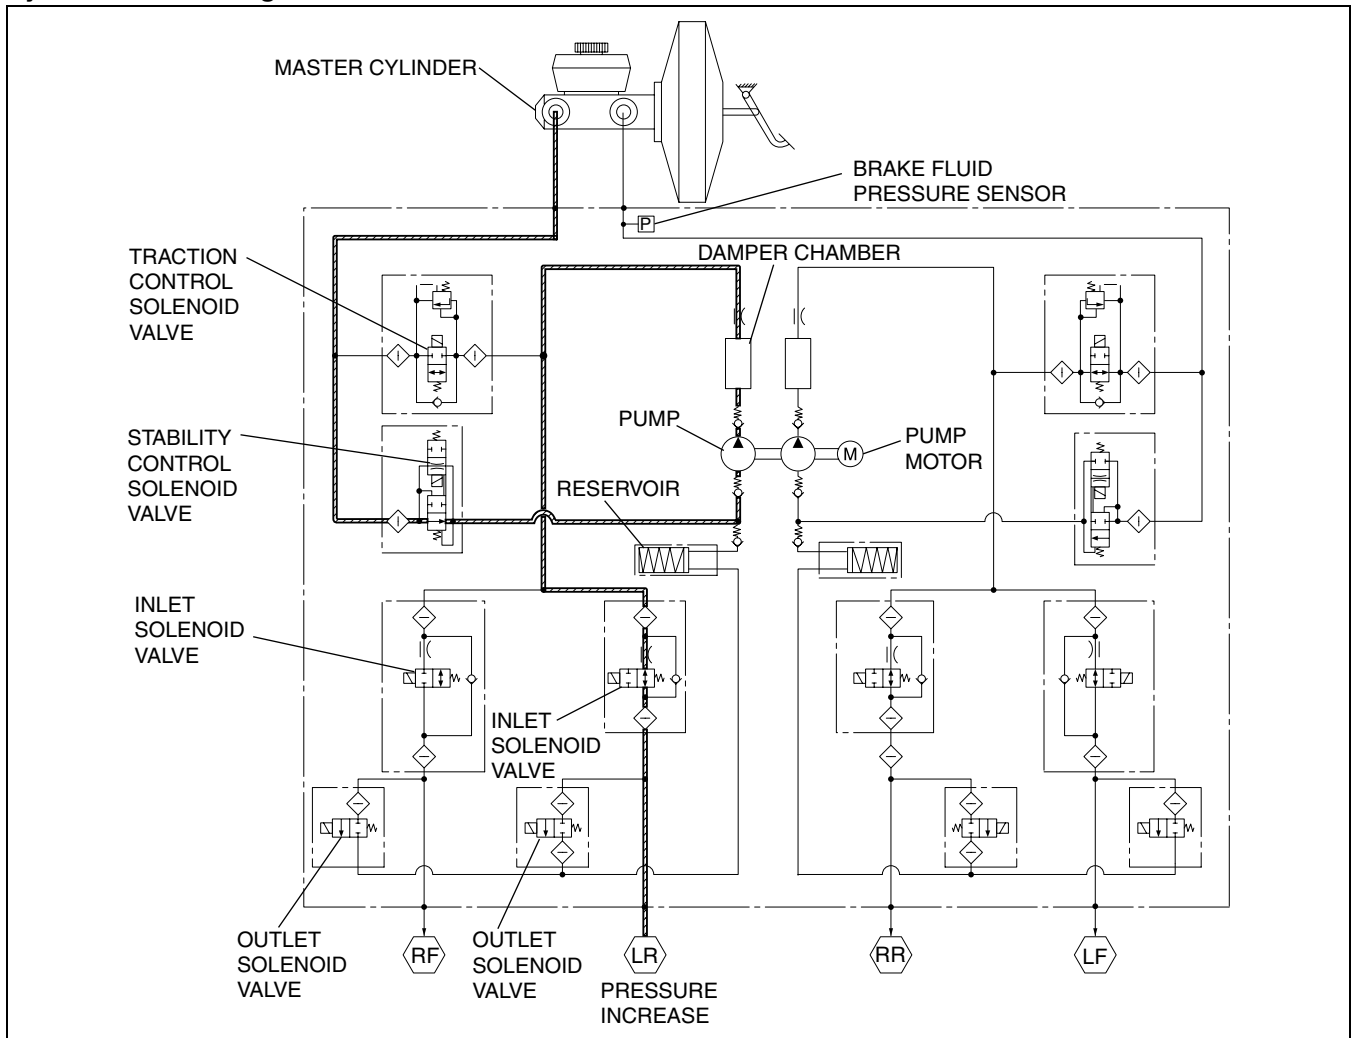 MASTER CYLINDER
BRAKE FLUID
PRESSURE SENSOR
P
TRACTION
CONTROL
SOLENOID
VALVE
DAMPER CHAMBER
STABILITY
CONTROL
SOLENOID
VALVE
PUMP
M
PUMP
MOTOR
RESERVOIR
INLET
SOLENOID
VALVE
INLET
SOLENOID
VALVE
OUTLET
SOLENOID
VALVE
RF
OUTLET
SOLENOID
VALVE
LR
PRESSURE
INCREASE
RR
LF